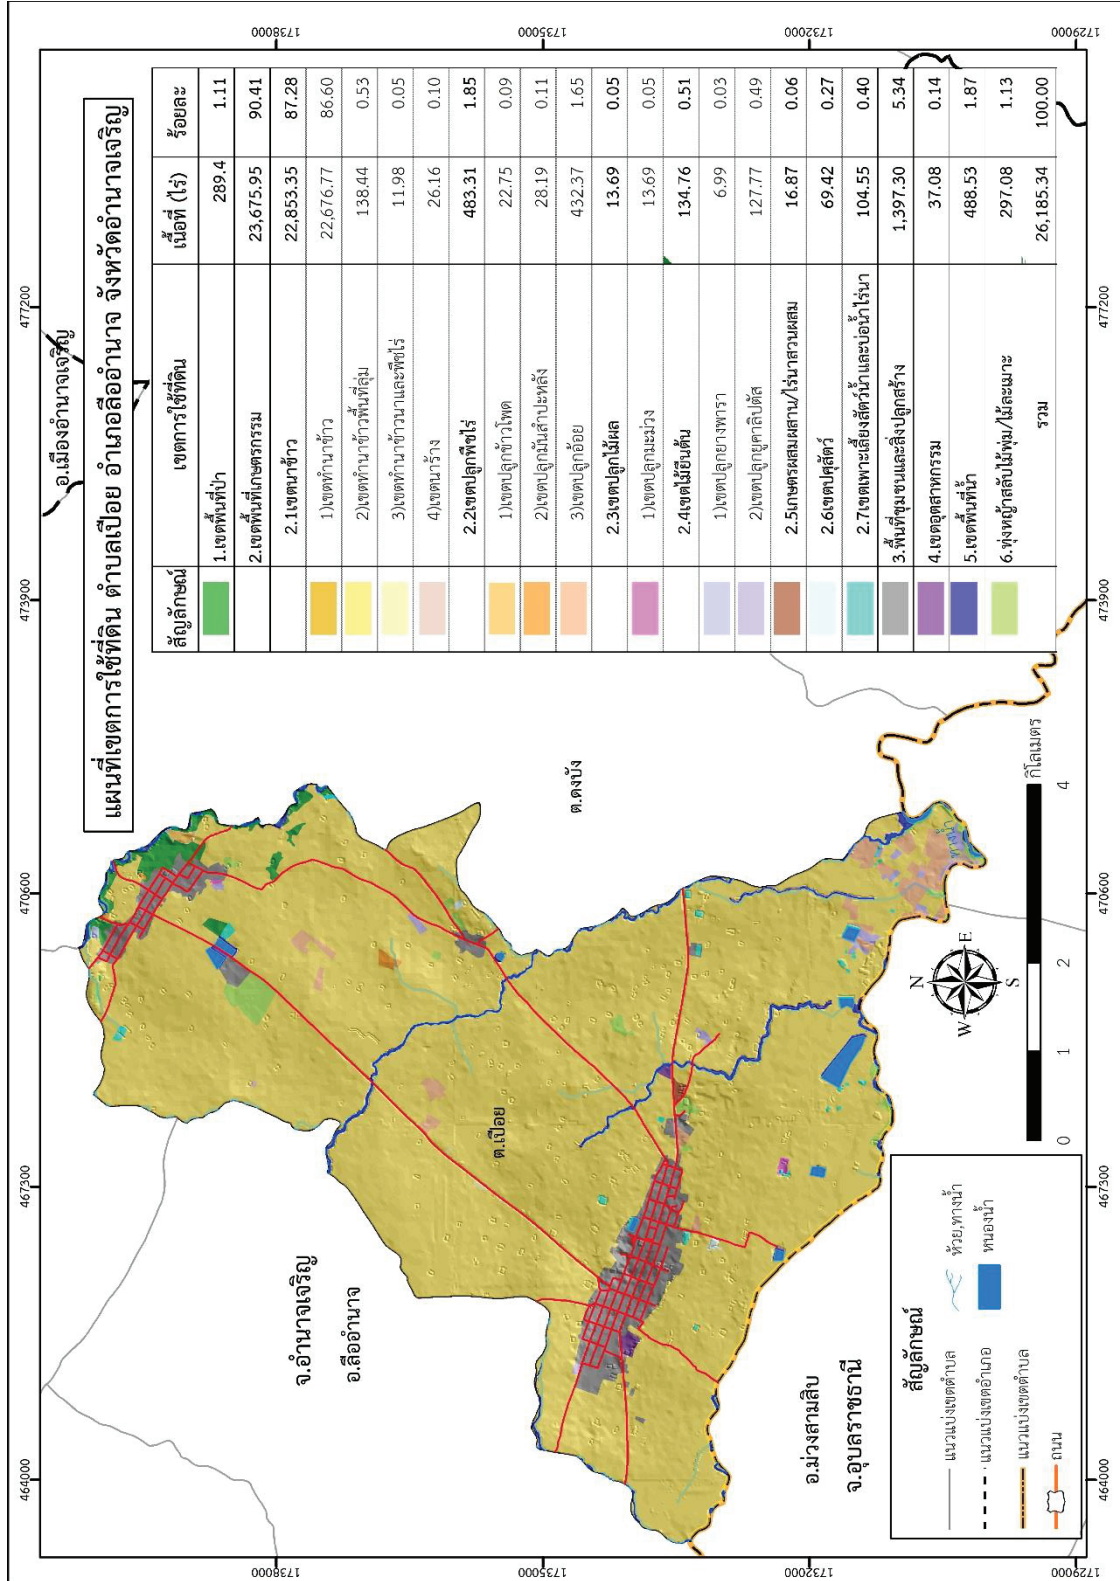 แผนที่เขตการใช้ที่ดิน ตำบลเปือย อำเภอลืออำนาจ จังหวัดอำนาจเจริญ
464000 467300 470600 473900 477200
1738000
1735000
1732000
1729000
อ.เมืองอำนาจเจริญ
จ.อำนาจเจริญ
อ.ลืออำนาจ
ต.เปือย
ต.ดงบัง
อ.ม่วงสามสิบ
จ.อุบลราชธานี
สัญลักษณ์ เขตการใช้ที่ดิน เนื้อที่ (ไร่) ร้อยละ
1.เขตพื้นที่ป่า 289.4 1.11
2.เขตพื้นที่เกษตรกรรม 23,675.95 90.41
2.1เขตนาข้าว 22,853.35 87.28
1)เขตทำนาข้าว 22,676.77 86.60
2)เขตทำนาข้าวพื้นที่ลุ่ม 138.44 0.53
3)เขตทำนาข้าวนาและพืชไร่ 11.98 0.05
4)เขตนาร้าง 26.16 0.10
2.2เขตปลูกพืชไร่ 483.31 1.85
1)เขตปลูกข้าวโพด 22.75 0.09
2)เขตปลูกมันสำปะหลัง 28.19 0.11
3)เขตปลูกอ้อย 432.37 1.65
2.3เขตปลูกไม้ผล 13.69 0.05
1)เขตปลูกมะม่วง 13.69 0.05
2.4เขตไม้ยืนต้น 134.76 0.51
1)เขตปลูกยางพารา 6.99 0.03
2)เขตปลูกยูคาลิปตัส 127.77 0.49
2.5เกษตรผสมผสาน/ไร่นาสวนผสม 16.87 0.06
2.6เขตปศุสัตว์ 69.42 0.27
2.7เขตเพาะเลี้ยงสัตว์น้ำและบ่อน้ำไร่นา 104.55 0.40
3.พื้นที่ชุมชนและสิ่งปลูกสร้าง 1,397.30 5.34
4.เขตอุตสาหกรรม 37.08 0.14
5.เขตพื้นที่น้ำ 488.53 1.87
6.ทุ่งหญ้าสลับไม้พุ่ม/ไม้ละเมาะ 297.08 1.13
รวม 26,185.34 100.00
N
W E
S
0 1 2 4
กิโลเมตร
สัญลักษณ์
แนวแบ่งเขตตำบล ห้วย,ทางน้ำ
แนวแบ่งเขตอำเภอ หนองน้ำ
แนวแบ่งเขตตำบล
ถนน
464000 467300 470600 473900 477200
1738000
1735000
1732000
1729000